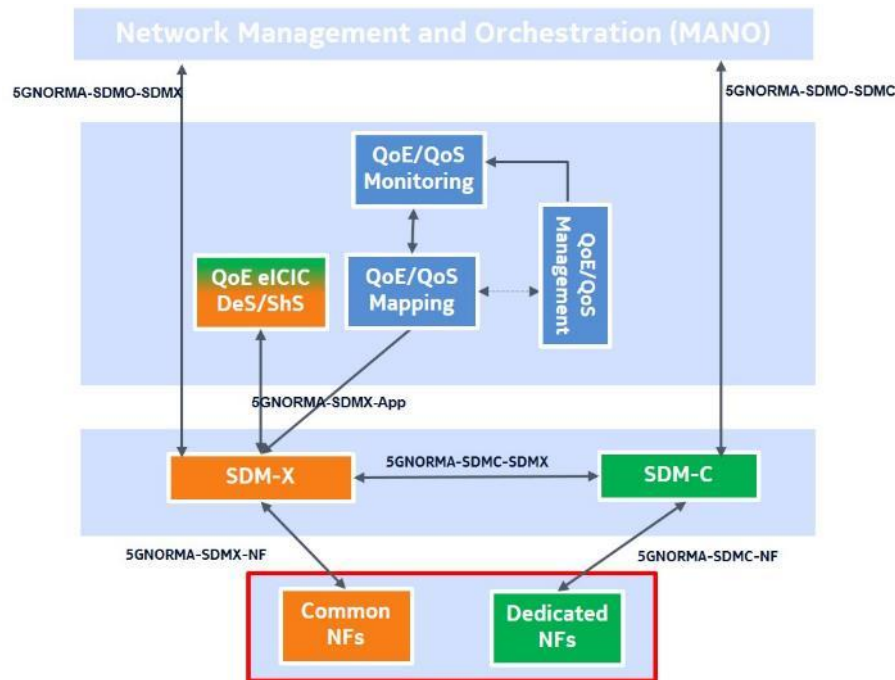 Network Management and Orchestration (MANO)
5GNORMA-SDMO-SDMX
5GNORMA-SDMO-SDMC
QoE/QoS
Monitoring
QoE/QoS
Management
QoE eICIC
DeS/ShS
QoE/QoS
Mapping
5GNORMA-SDMX-App
5GNORMA-SDMC-SDMX
SDM-X
SDM-C
5GNORMA-SDMX-NF
5GNORMA-SDMC-NF
Common
NFs
Dedicated
NFs